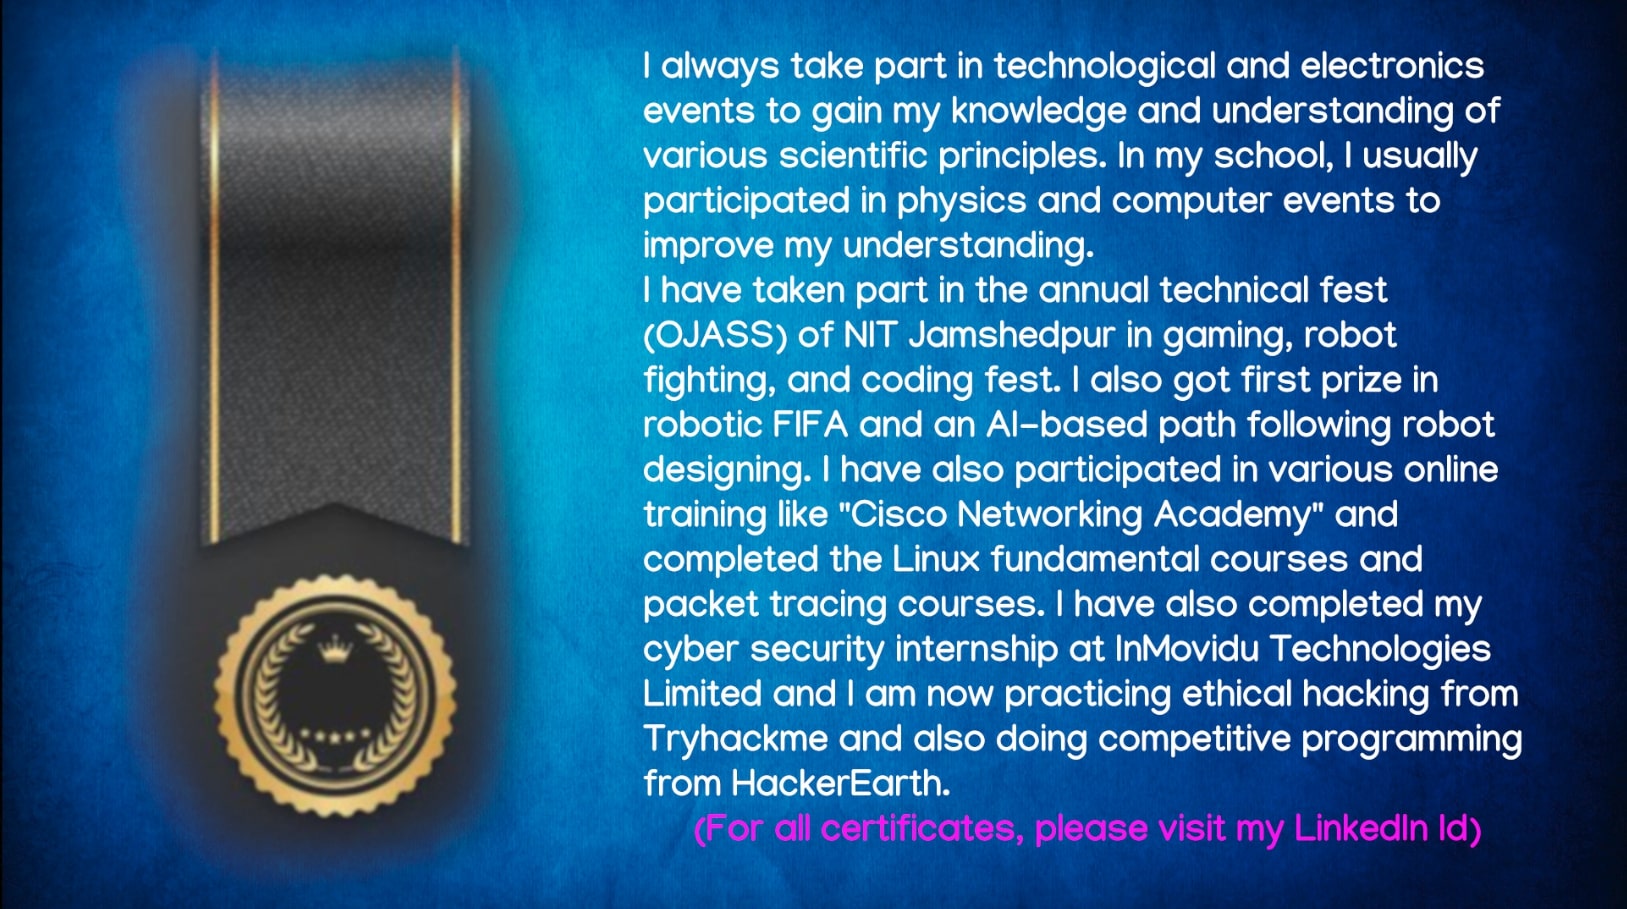 I always take part in technological and electronics
events to gain my knowledge and understanding of
various scientific principles. In my school, I usually
participated in physics and computer events to
improve my understanding.
I have taken part in the annual technical fest
(OJASS) of NIT Jamshedpur in gaming, robot
fighting, and coding fest. I also got first prize in
robotic FIFA and an AI-based path following robot
designing. I have also participated in various online
training like "Cisco Networking Academy" and
completed the Linux fundamental courses and
packet tracing courses. I have also completed my
cyber security internship at InMovidu Technologies
Limited and I am now practicing ethical hacking from
Tryhackme and also doing competitive programming
from HackerEarth.
(For all certificates, please visit my LinkedIn Id)